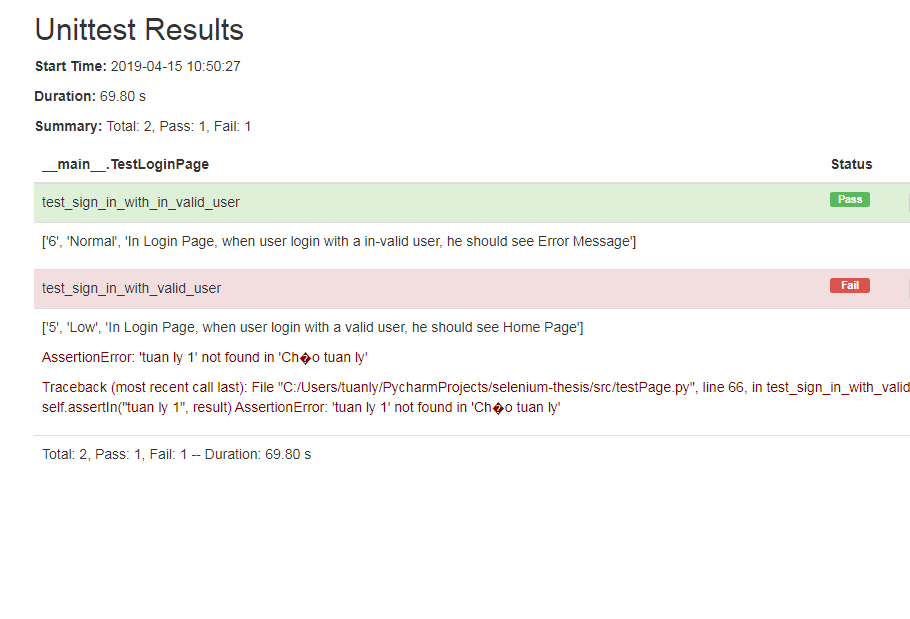 Unittest Results
Start Time: 2019-04-15 10:50:27
Duration: 69.80 s
Summary: Total: 2, Pass: 1, Fail: 1
__main__.TestLoginPage Status
test_sign_in_with_in_valid_user Pass
['6', 'Normal', 'In Login Page, when user login with a in-valid user, he should see Error Message']
test_sign_in_with_valid_user Fail
['5', 'Low', 'In Login Page, when user login with a valid user, he should see Home Page']
AssertionError: 'tuan ly 1' not found in 'Ch�o tuan ly'
Traceback (most recent call last): File "C:/Users/tuanly/PycharmProjects/selenium-thesis/src/testPage.py", line 66, in test_sign_in_with_valid
self.assertIn("tuan ly 1", result) AssertionError: 'tuan ly 1' not found in 'Ch�o tuan ly'
Total: 2, Pass: 1, Fail: 1 -- Duration: 69.80 s